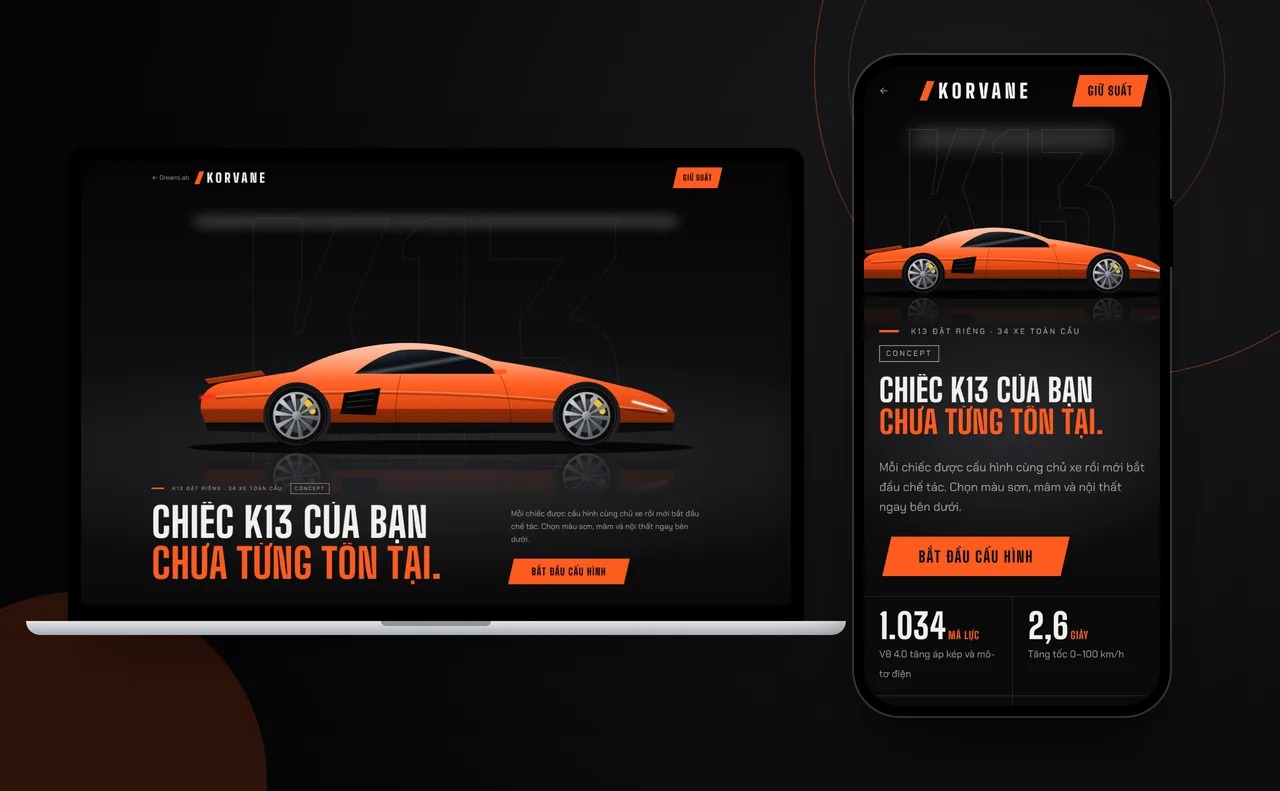 ← DreamLab
KORVANE
GIỮ SUẤT
K13
K13 ĐẶT RIÊNG · 34 XE TOÀN CẦU
CONCEPT
CHIẾC K13 CỦA BẠN
CHƯA TỪNG TỒN TẠI.
Mỗi chiếc được cấu hình cùng chủ xe rồi mới bắt đầu
chế tác. Chọn màu sơn, mâm và nội thất ngay bên
dưới.
BẮT ĐẦU CẤU HÌNH
←
KORVANE
GIỮ SUẤT
K13
K13 ĐẶT RIÊNG · 34 XE TOÀN CẦU
CONCEPT
CHIẾC K13 CỦA BẠN
CHƯA TỪNG TỒN TẠI.
Mỗi chiếc được cấu hình cùng chủ xe rồi mới bắt
đầu chế tác. Chọn màu sơn, mâm và nội thất
ngay bên dưới.
BẮT ĐẦU CẤU HÌNH
1.034 MÃ LỰC
V8 4.0 tăng áp kép và mô-
tơ điện
2,6 GIÂY
Tăng tốc 0–100 km/h